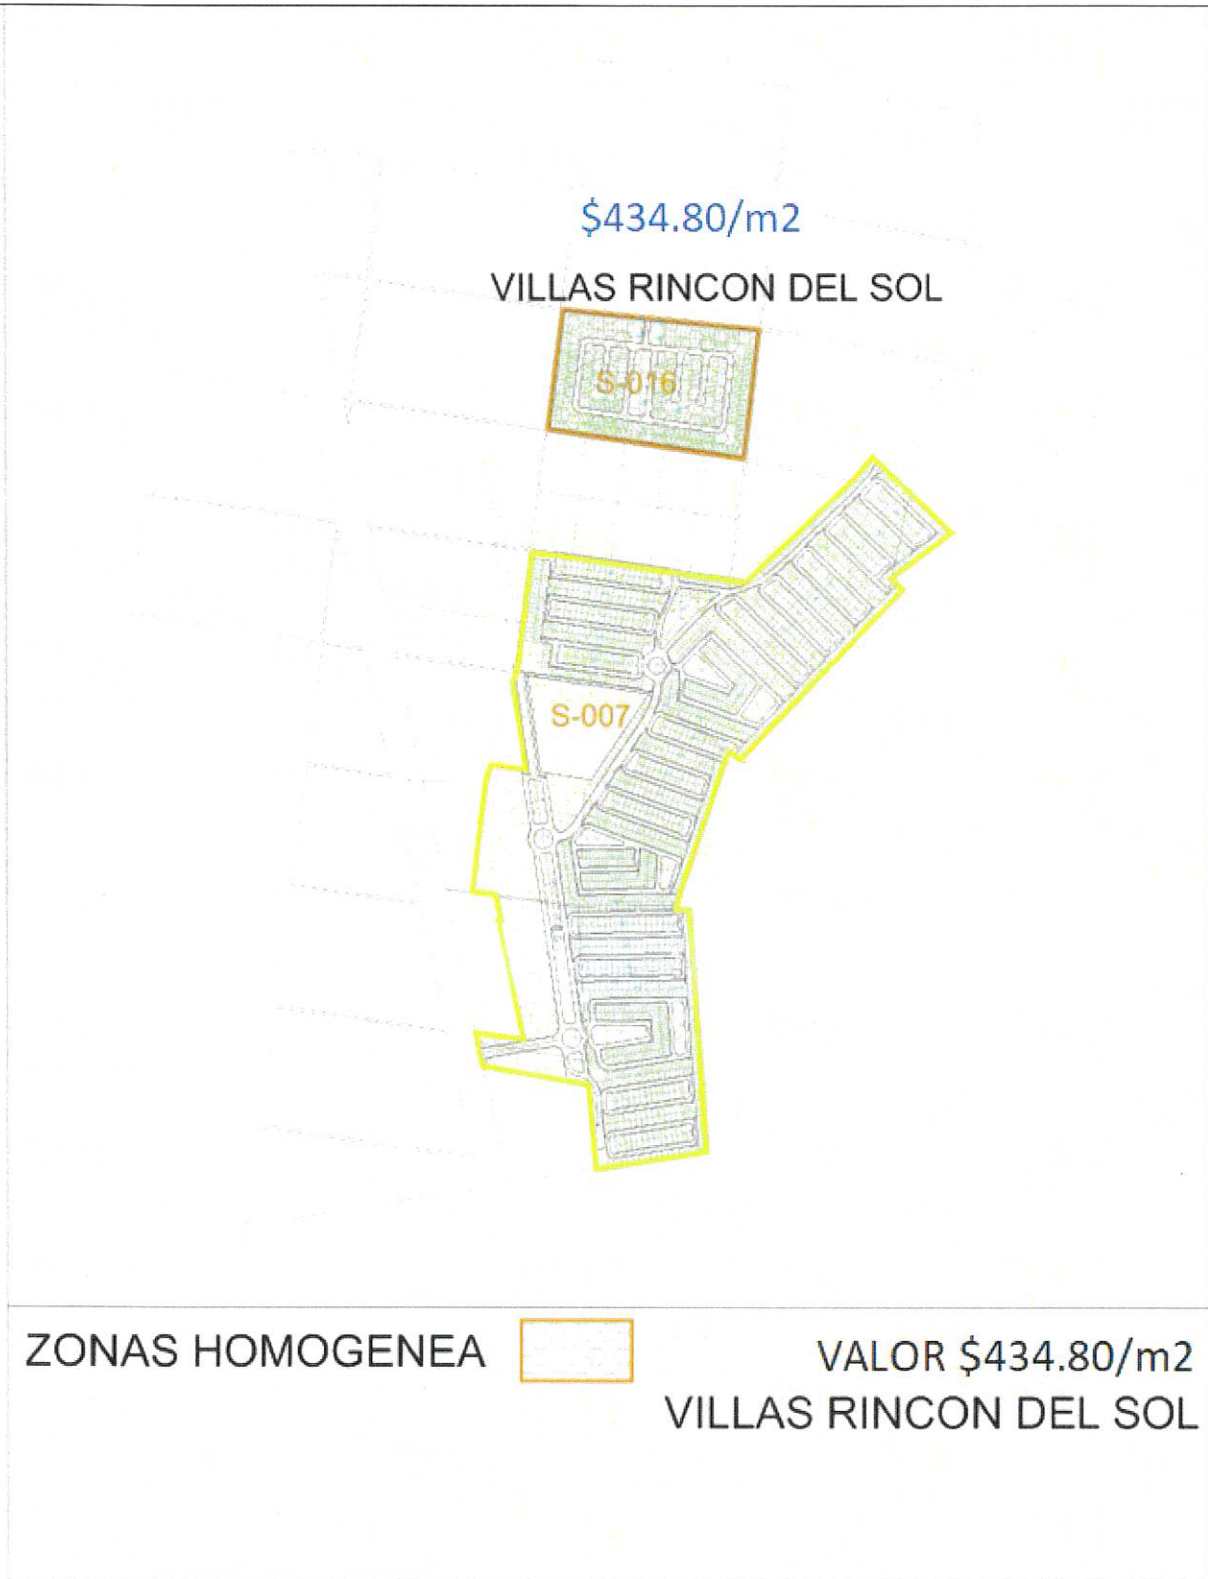 $434.80/m2
VILLAS RINCON DEL SOL
S-016
S-007
ZONAS HOMOGENEA
VALOR $434.80/m2
VILLAS RINCON DEL SOL